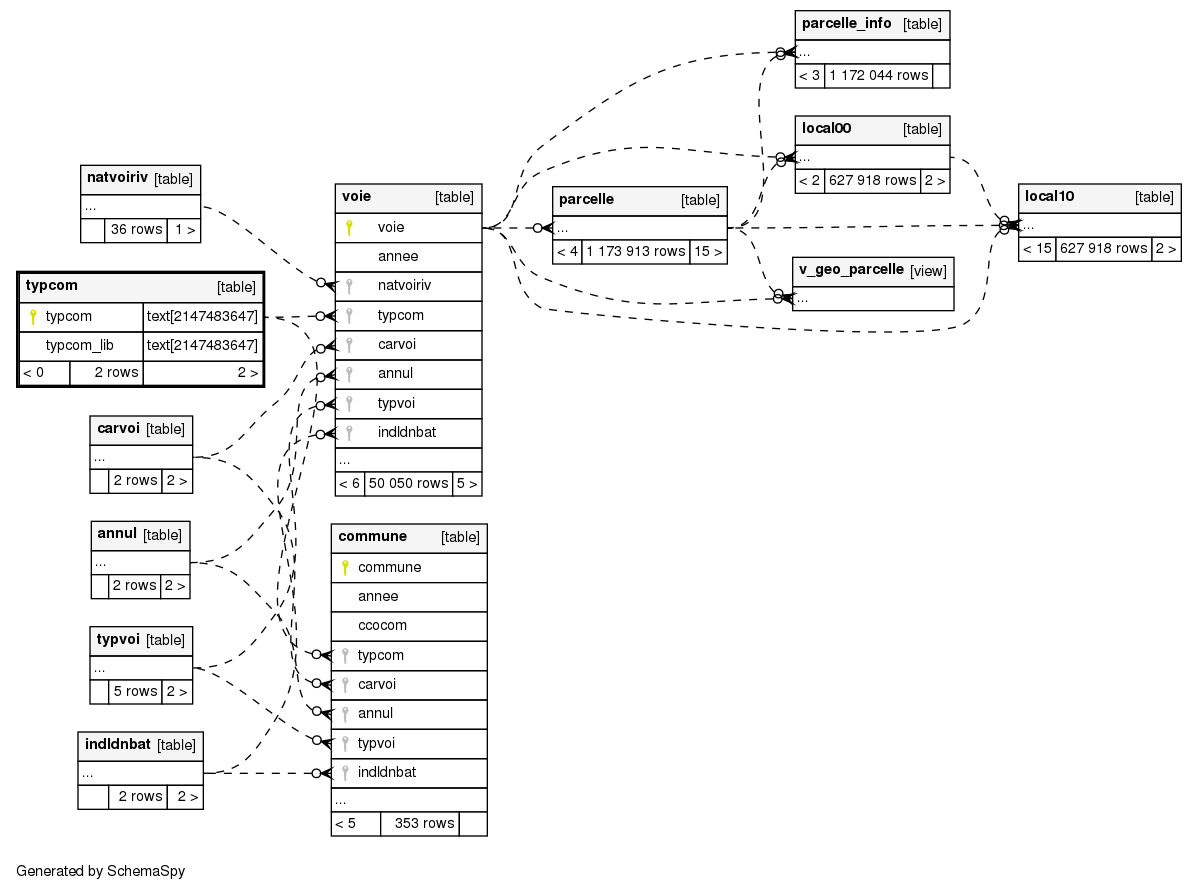 parcelle_info [table]
...
< 3 1 172 044 rows
local00 [table]
...
< 2 627 918 rows 2 >
natvoiriv [table]
...
36 rows 1 >
voie [table]
voie
annee
natvoiriv
typcom
carvoi
annul
typvoi
indldnbat
...
< 6 50 050 rows 5 >
parcelle [table]
...
< 4 1 173 913 rows 15 >
local10 [table]
...
< 15 627 918 rows 2 >
v_geo_parcelle [view]
...
typcom [table]
typcom text[2147483647]
typcom_lib text[2147483647]
< 0 2 rows 2 >
carvoi [table]
...
2 rows 2 >
annul [table]
...
2 rows 2 >
typvoi [table]
...
5 rows 2 >
indldnbat [table]
...
2 rows 2 >
commune [table]
commune
annee
ccocom
typcom
carvoi
annul
typvoi
indldnbat
...
< 5 353 rows
Generated by SchemaSpy